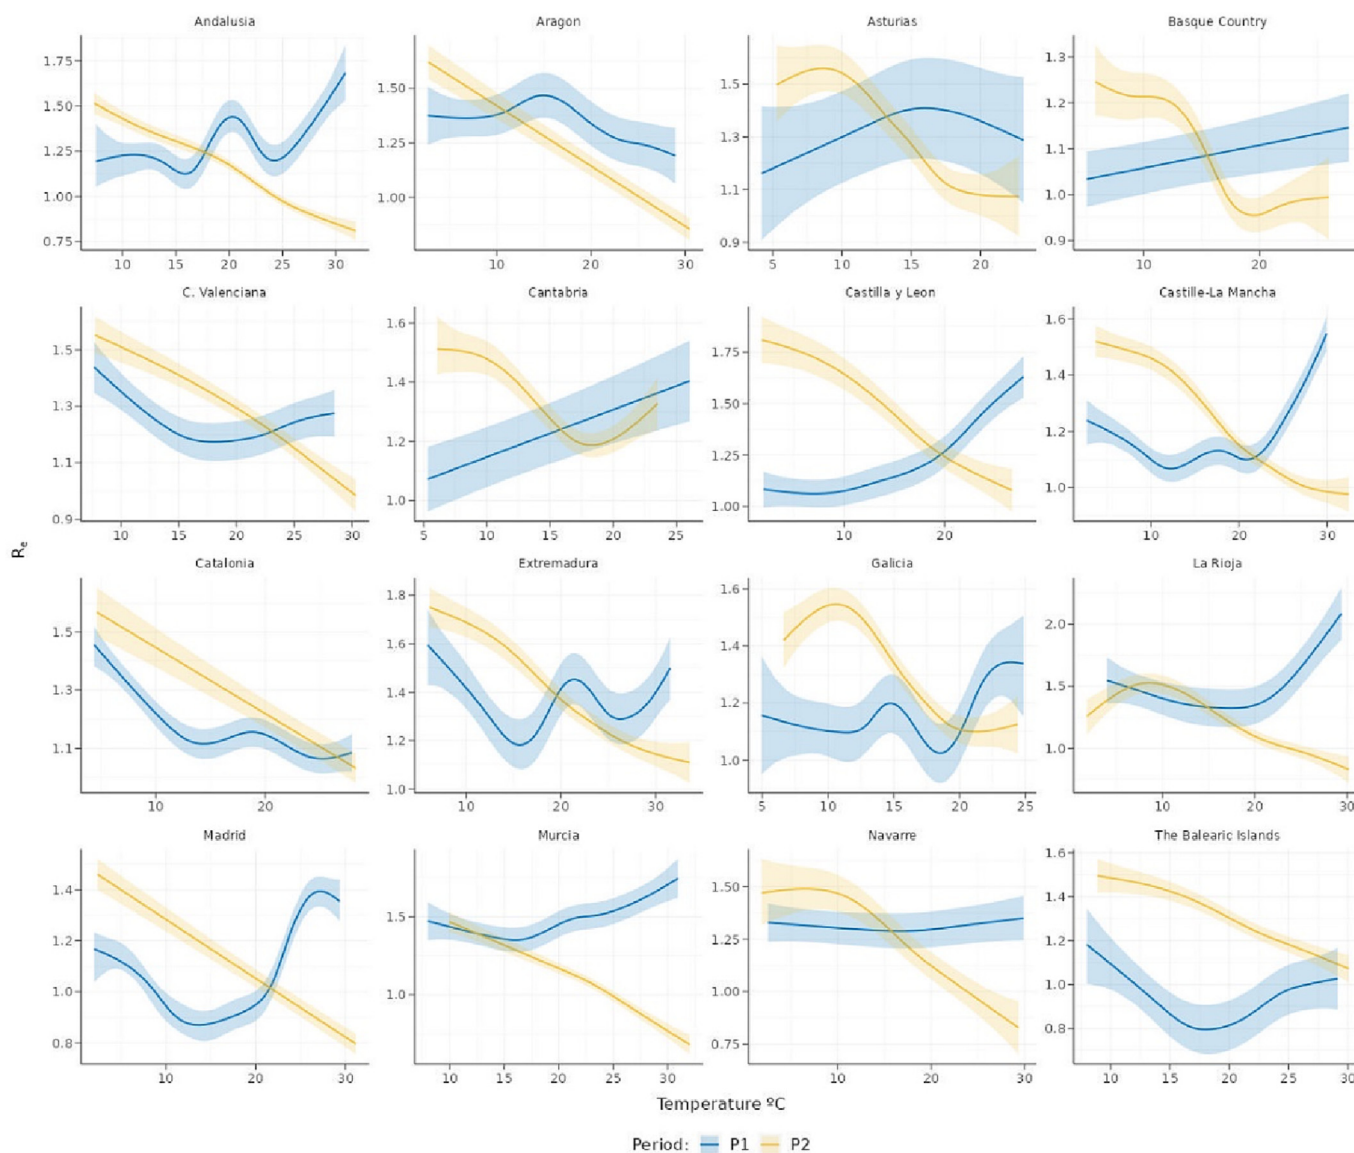 Andalusia Aragon Asturias Basque Country
1.75 1.50 1.25 1.00 0.75
10 15 20 25 30
1.50 1.25 1.00
10 20 30
1.5 1.3 1.1 0.9
5 10 15 20
1.3 1.2 1.1 1.0 0.9
10 20
C. Valenciana Cantabria Castilla y Leon Castille-La Mancha
1.5 1.3 1.1 0.9
10 15 20 25 30
1.6 1.4 1.2 1.0
5 10 15 20 25
1.75 1.50 1.25 1.00
10 20
1.6 1.4 1.2 1.0
10 20 30
Re
Catalonia Extremadura Galicia La Rioja
1.5 1.3 1.1
10 20
1.8 1.6 1.4 1.2 1.0
10 20 30
1.6 1.4 1.2 1.0
5 10 15 20 25
2.0 1.5 1.0
10 20 30
Madrid Murcia Navarre The Balearic Islands
1.4 1.2 1.0 0.8
10 20 30
1.5 1.0
10 15 20 25 30
1.50 1.25 1.00 0.75
10 20 30
1.6 1.4 1.2 1.0 0.8
10 15 20 25 30
Temperature ºC
Period: P1 P2